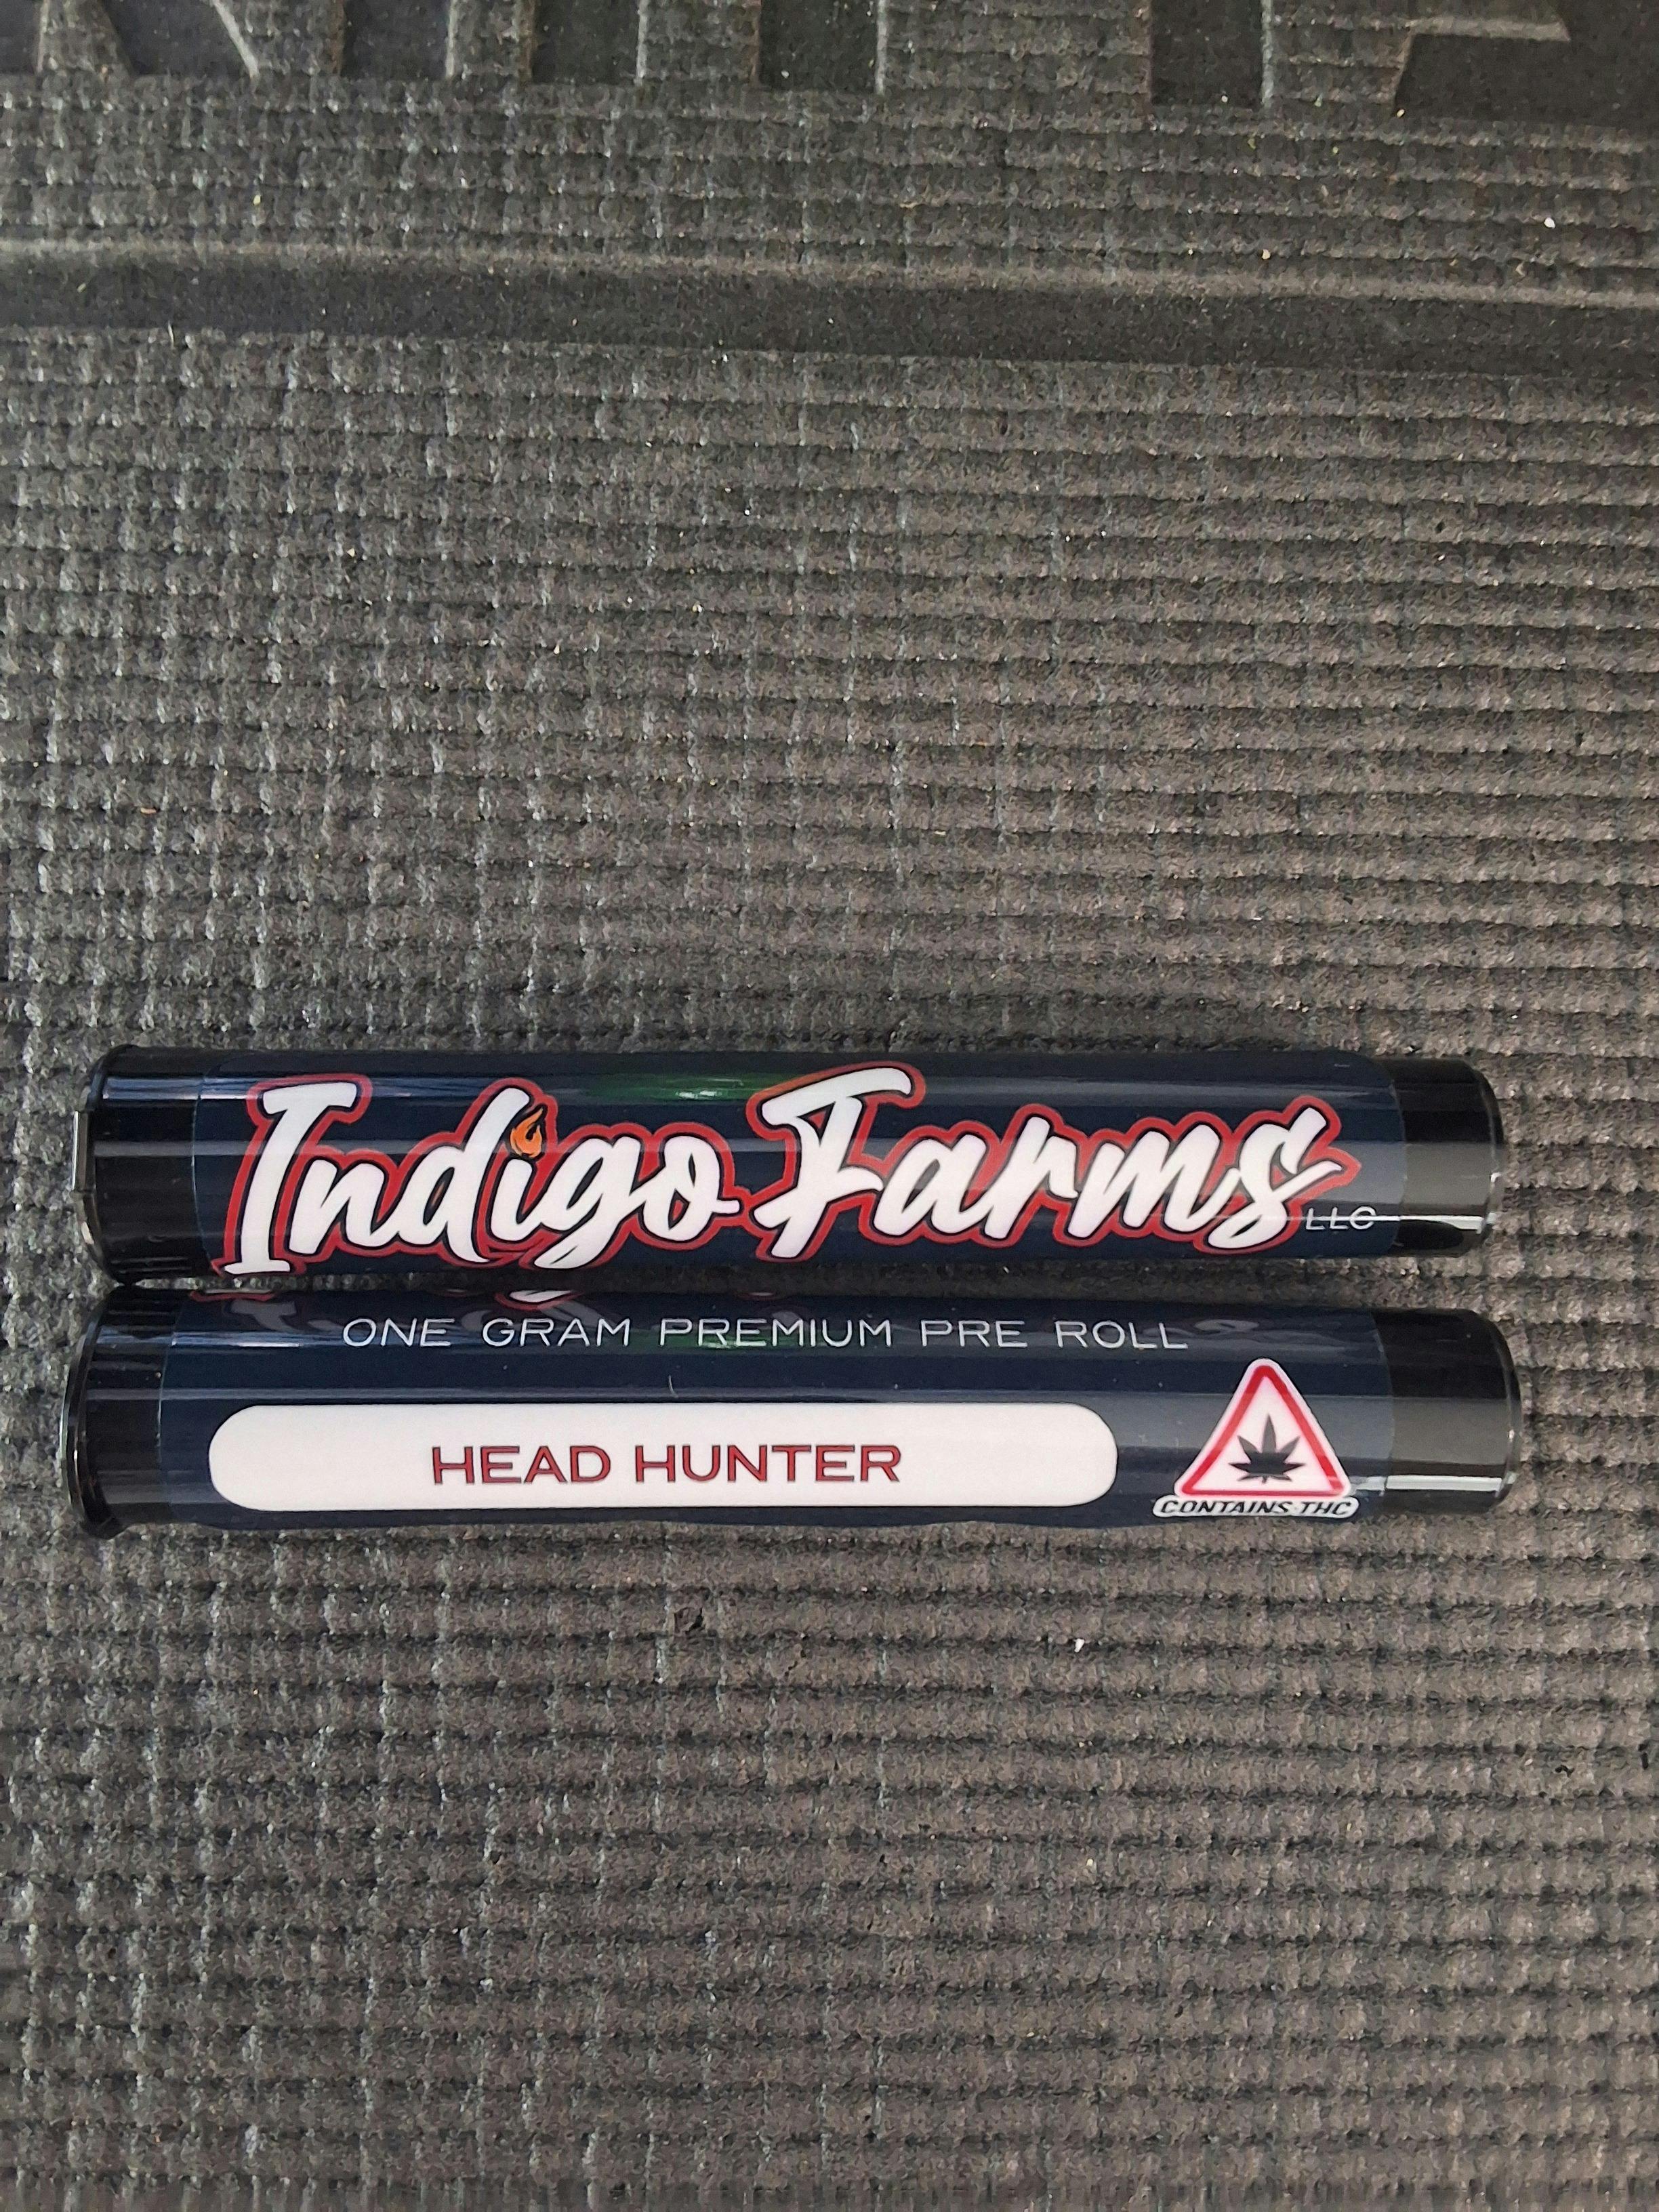 Indigo Farms
LLC
ONE GRAM PREMIUM PRE ROLL
HEAD HUNTER
CONTAINS THC